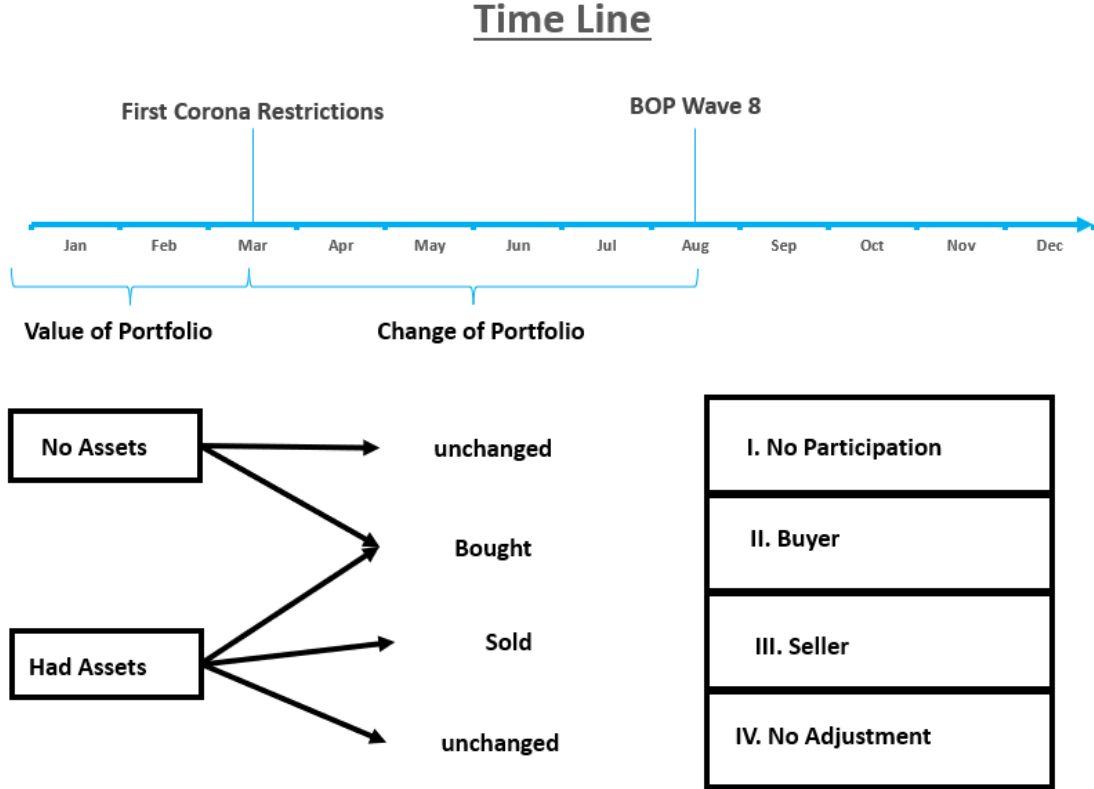 Time Line
First Corona Restrictions
BOP Wave 8
Jan Feb Mar Apr May Jun Jul Aug Sep Oct Nov Dec
Value of Portfolio
Change of Portfolio
No Assets
unchanged
I. No Participation
Bought
II. Buyer
Had Assets
Sold
III. Seller
unchanged
IV. No Adjustment